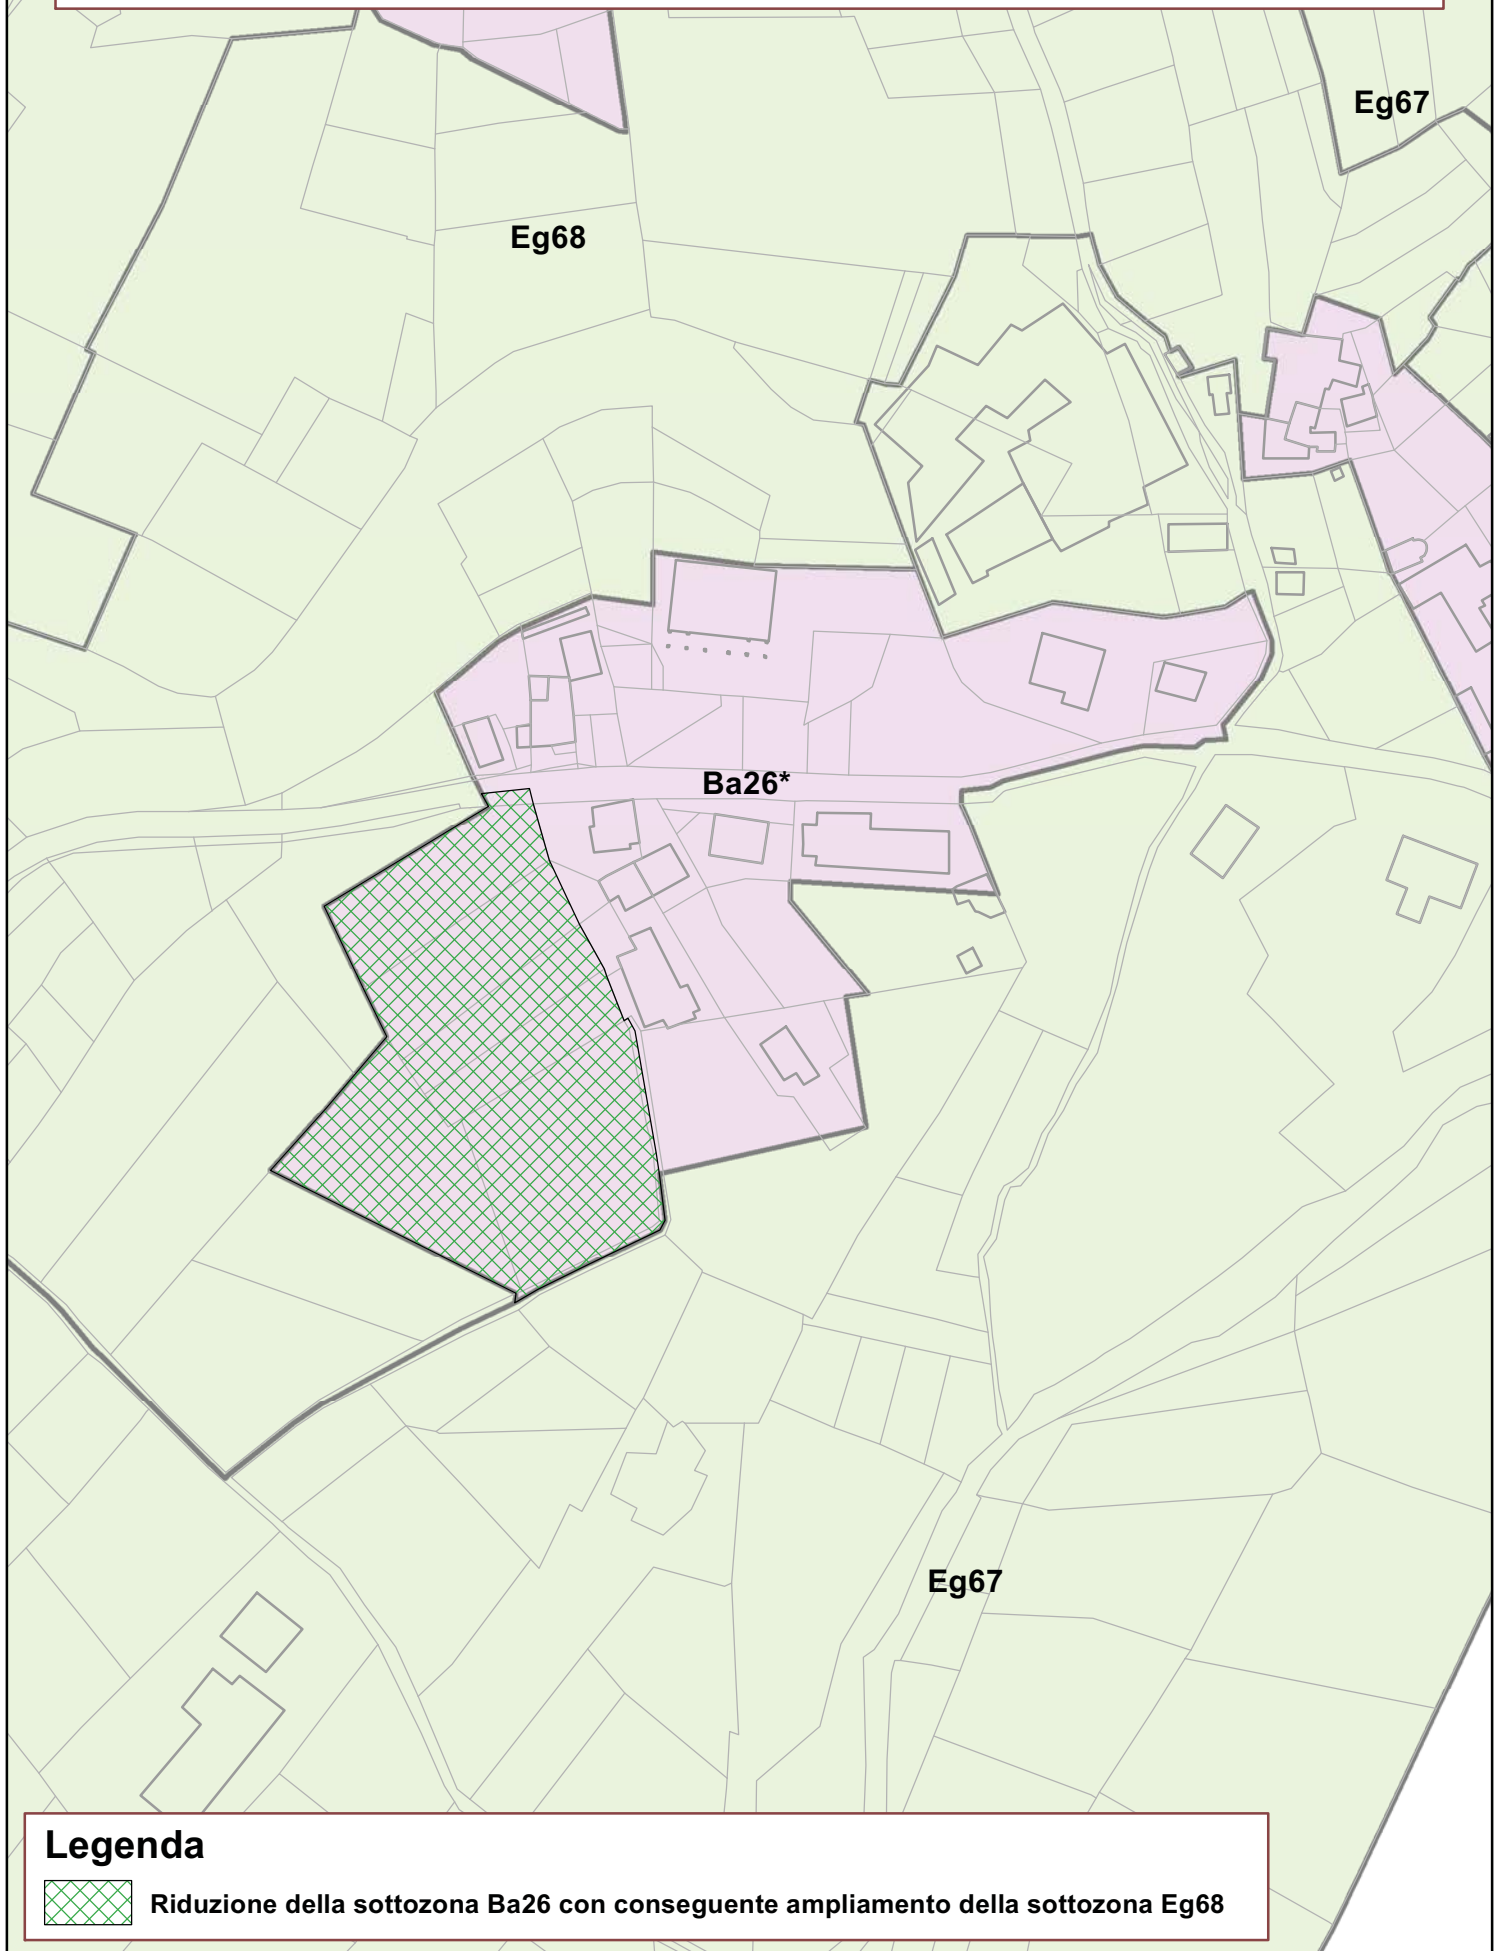 Eg67
Eg68
Ba26*
Eg67
Legenda
Riduzione della sottozona Ba26 con conseguente ampliamento della sottozona Eg68